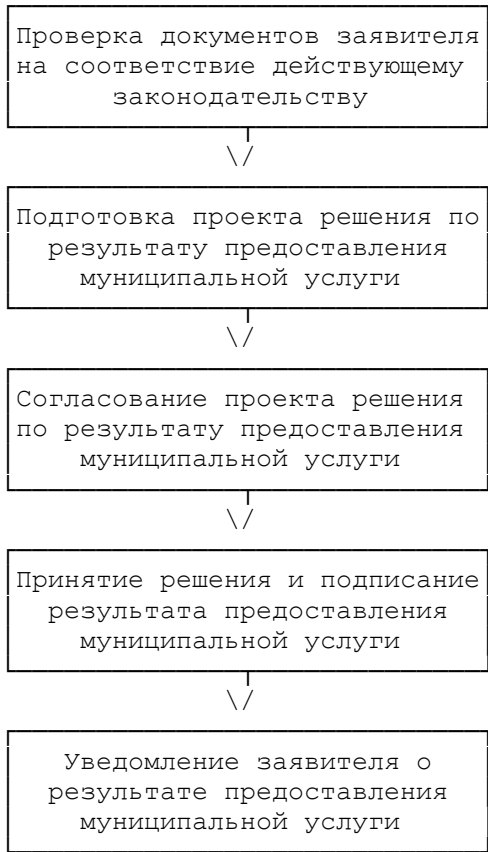 Проверка документов заявителя
на соответствие действующему
законодательству
\/
Подготовка проекта решения по
результату предоставления
муниципальной услуги
\/
Согласование проекта решения
по результату предоставления
муниципальной услуги
\/
Принятие решения и подписание
результата предоставления
муниципальной услуги
\/
Уведомление заявителя о
результате предоставления
муниципальной услуги